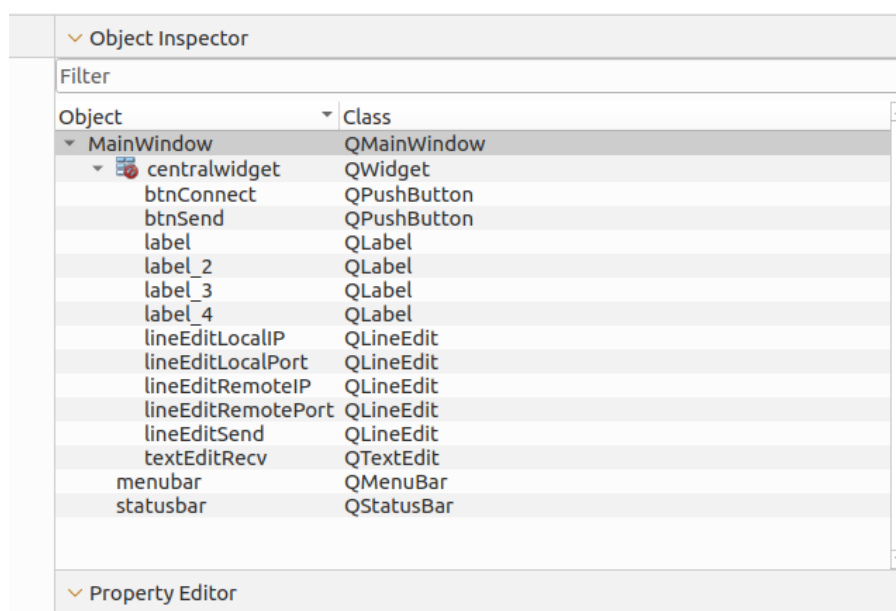 Object Inspector
Filter
Object Class
MainWindow QMainWindow
centralwidget QWidget
btnConnect QPushButton
btnSend QPushButton
label QLabel
label_2 QLabel
label_3 QLabel
label_4 QLabel
lineEditLocalIP QLineEdit
lineEditLocalPort QLineEdit
lineEditRemoteIP QLineEdit
lineEditRemotePort QLineEdit
lineEditSend QLineEdit
textEditRecv QTextEdit
menubar QMenuBar
statusbar QStatusBar
Property Editor